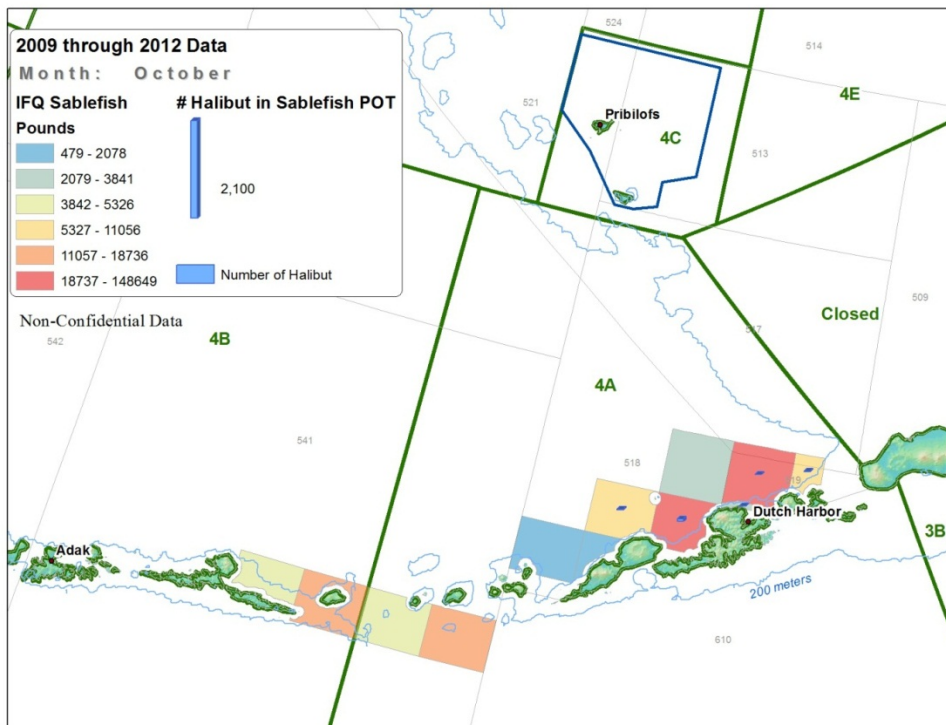 2009 through 2012 Data
Month: October
IFQ Sablefish
Pounds
479 - 2078
2079 - 3841
3842 - 5326
5327 - 11056
11057 - 18736
18737 - 148649
# Halibut in Sablefish POT
2,100
Number of Halibut
Non-Confidential Data
524
514
521
4E
Pribilofs
4C
513
509
Closed
517
542
4B
4A
541
518
519
Dutch Harbor
3B
Adak
200 meters
610